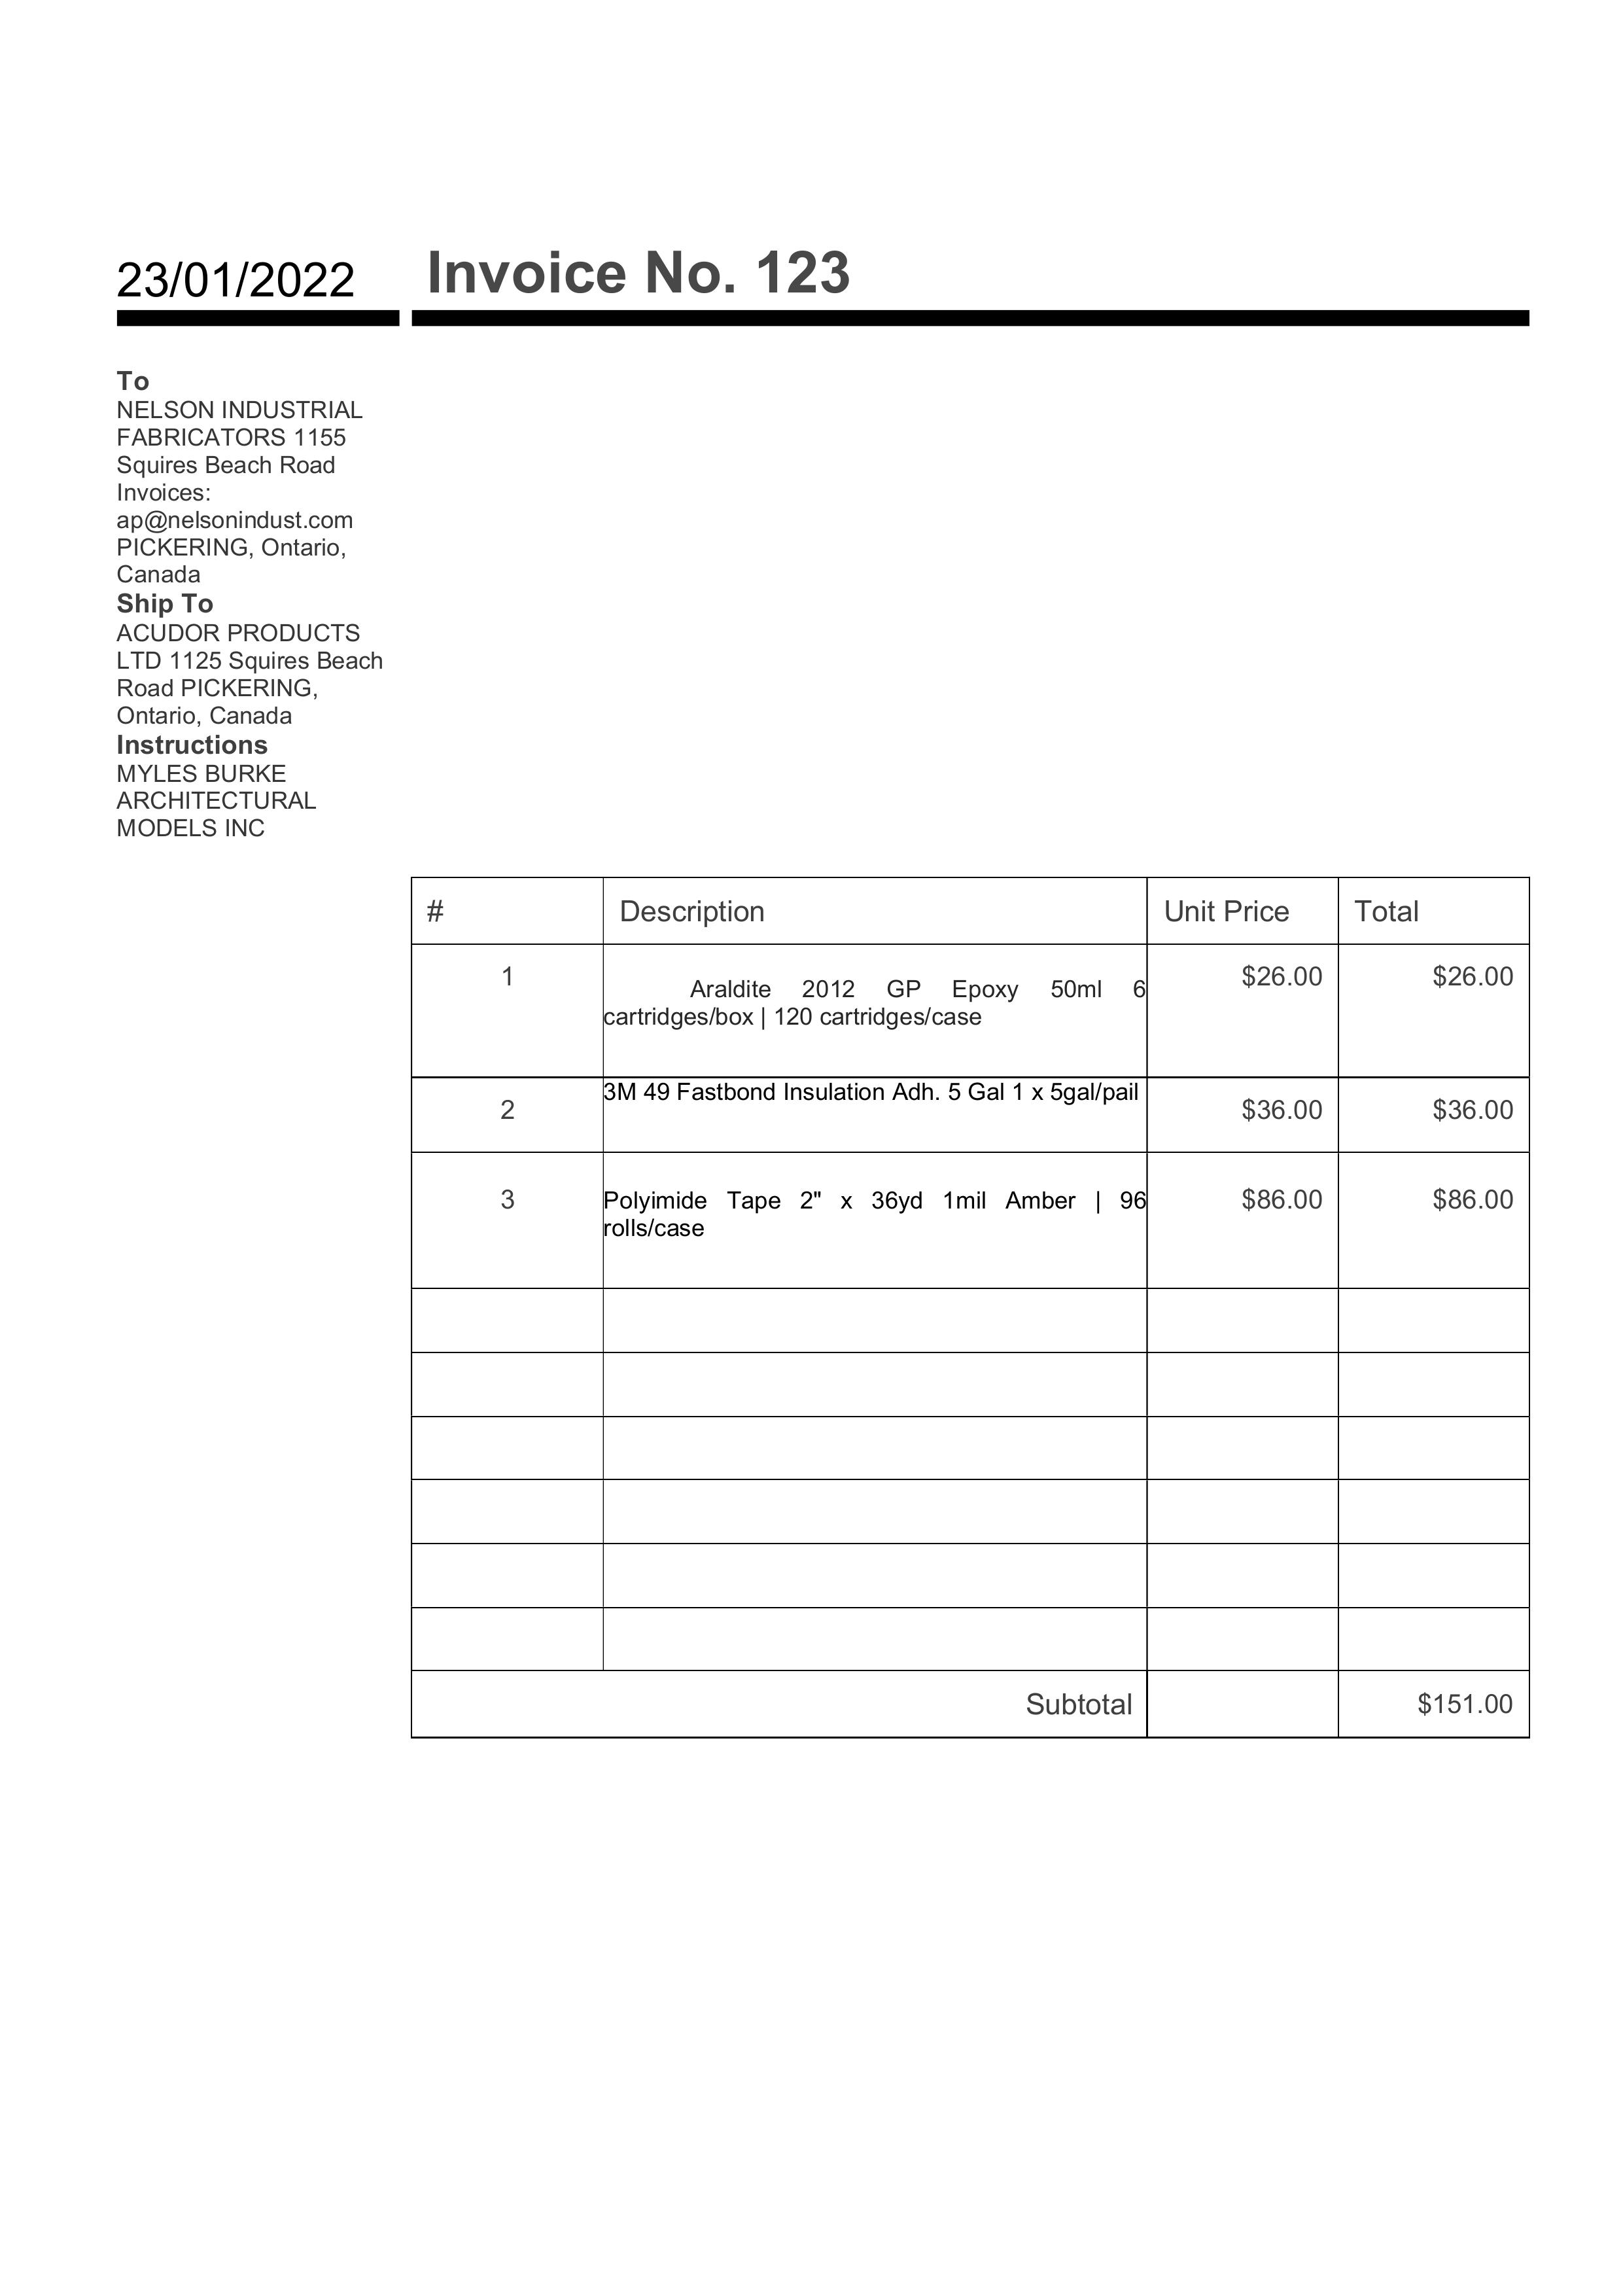 23/01/2022 Invoice No. 123
To
NELSON INDUSTRIAL
FABRICATORS 1155
Squires Beach Road
Invoices:
ap@nelsonindust.com
PICKERING, Ontario,
Canada
Ship To
ACUDOR PRODUCTS
LTD 1125 Squires Beach
Road PICKERING,
Ontario, Canada
Instructions
MYLES BURKE
ARCHITECTURAL
MODELS INC
# Description Unit Price Total
1 Araldite 2012 GP Epoxy 50ml 6 $26.00 $26.00
cartridges/box | 120 cartridges/case
2 3M 49 Fastbond Insulation Adh. 5 Gal 1 x 5gal/pail $36.00 $36.00
3 Polyimide Tape 2" x 36yd 1mil Amber | 96 $86.00 $86.00
rolls/case
Subtotal $151.00